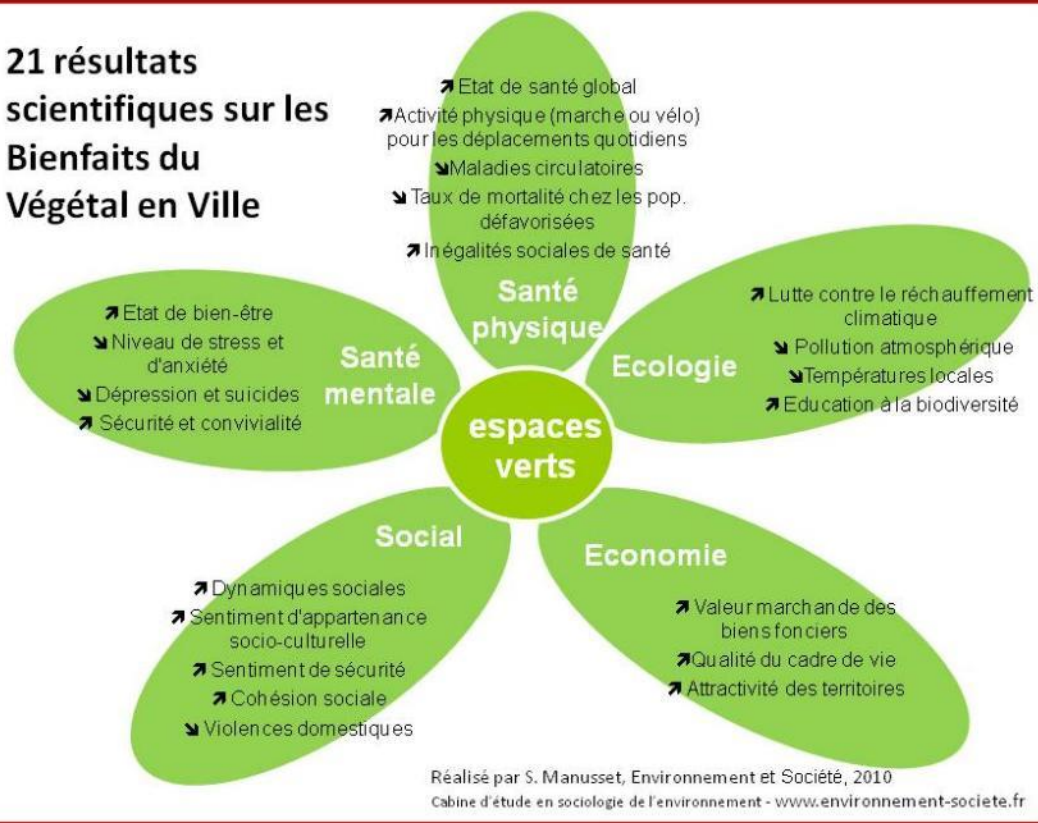 21 résultats
scientifiques sur les
Bienfaits du
Végétal en Ville
↗ Etat de santé global
↗ Activité physique (marche ou vélo)
pour les déplacements quotidiens
↘ Maladies circulatoires
↘ Taux de mortalité chez les pop.
défavorisées
↗ Inégalités sociales de santé
Santé
physique
↗ Etat de bien-être
↘ Niveau de stress et
d'anxiété
↘ Dépression et suicides
↗ Sécurité et convivialité
Santé
mentale
Ecologie
↗ Lutte contre le réchauffement
climatique
↘ Pollution atmosphérique
↘ Températures locales
↗ Education à la biodiversité
espaces
verts
Social
↗ Dynamiques sociales
↗ Sentiment d'appartenance
socio-culturelle
↗ Sentiment de sécurité
↗ Cohésion sociale
↘ Violences domestiques
Economie
↗ Valeur marchande des
biens fonciers
↗ Qualité du cadre de vie
↗ Attractivité des territoires
Réalisé par S. Manusset, Environnement et Société, 2010
Cabine d'étude en sociologie de l'environnement - www.environnement-societe.fr